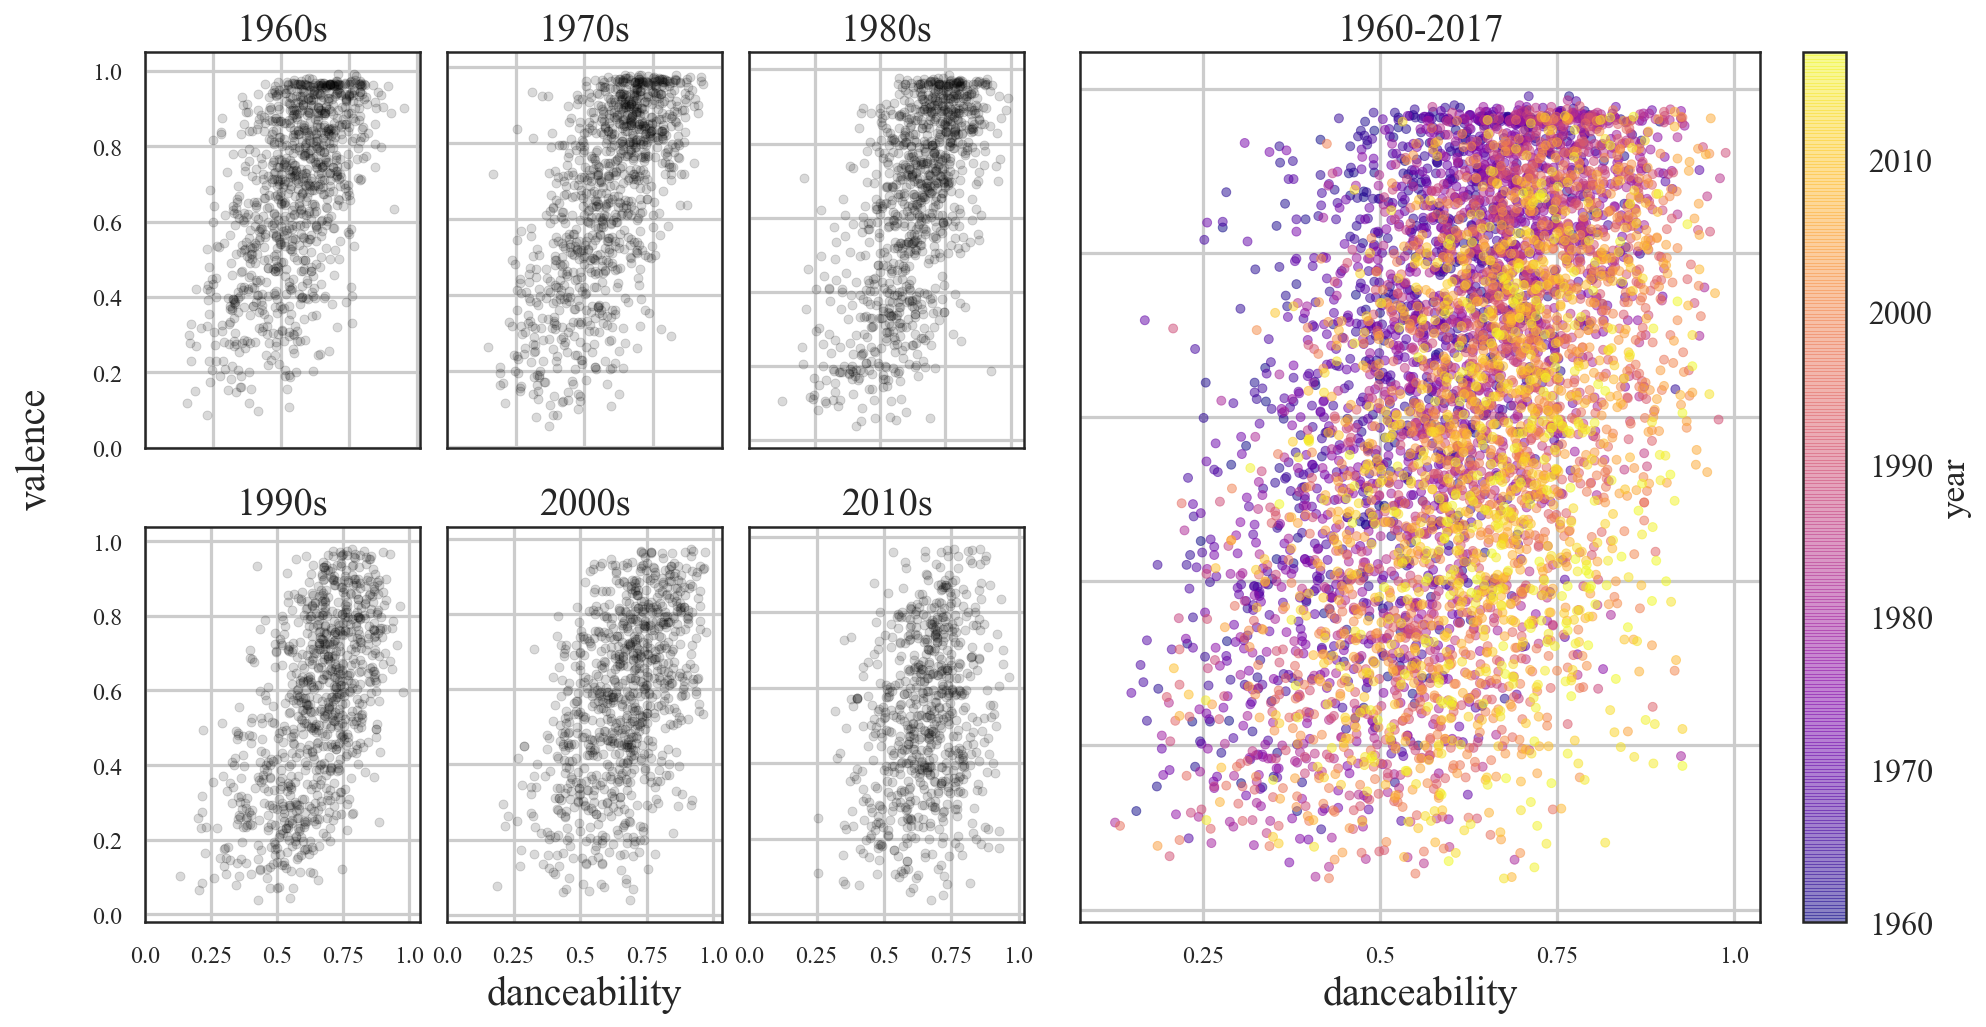 1960s
1970s
1980s
1960-2017
1.0
0.8
0.6
0.4
0.2
0.0
valence
1990s
2000s
2010s
1.0
0.8
0.6
0.4
0.2
0.0
0.0 0.25 0.5 0.75 1.0
0.0 0.25 0.5 0.75 1.0
0.0 0.25 0.5 0.75 1.0
danceability
0.25 0.5 0.75 1.0
danceability
2010
2000
1990
1980
1970
1960
year